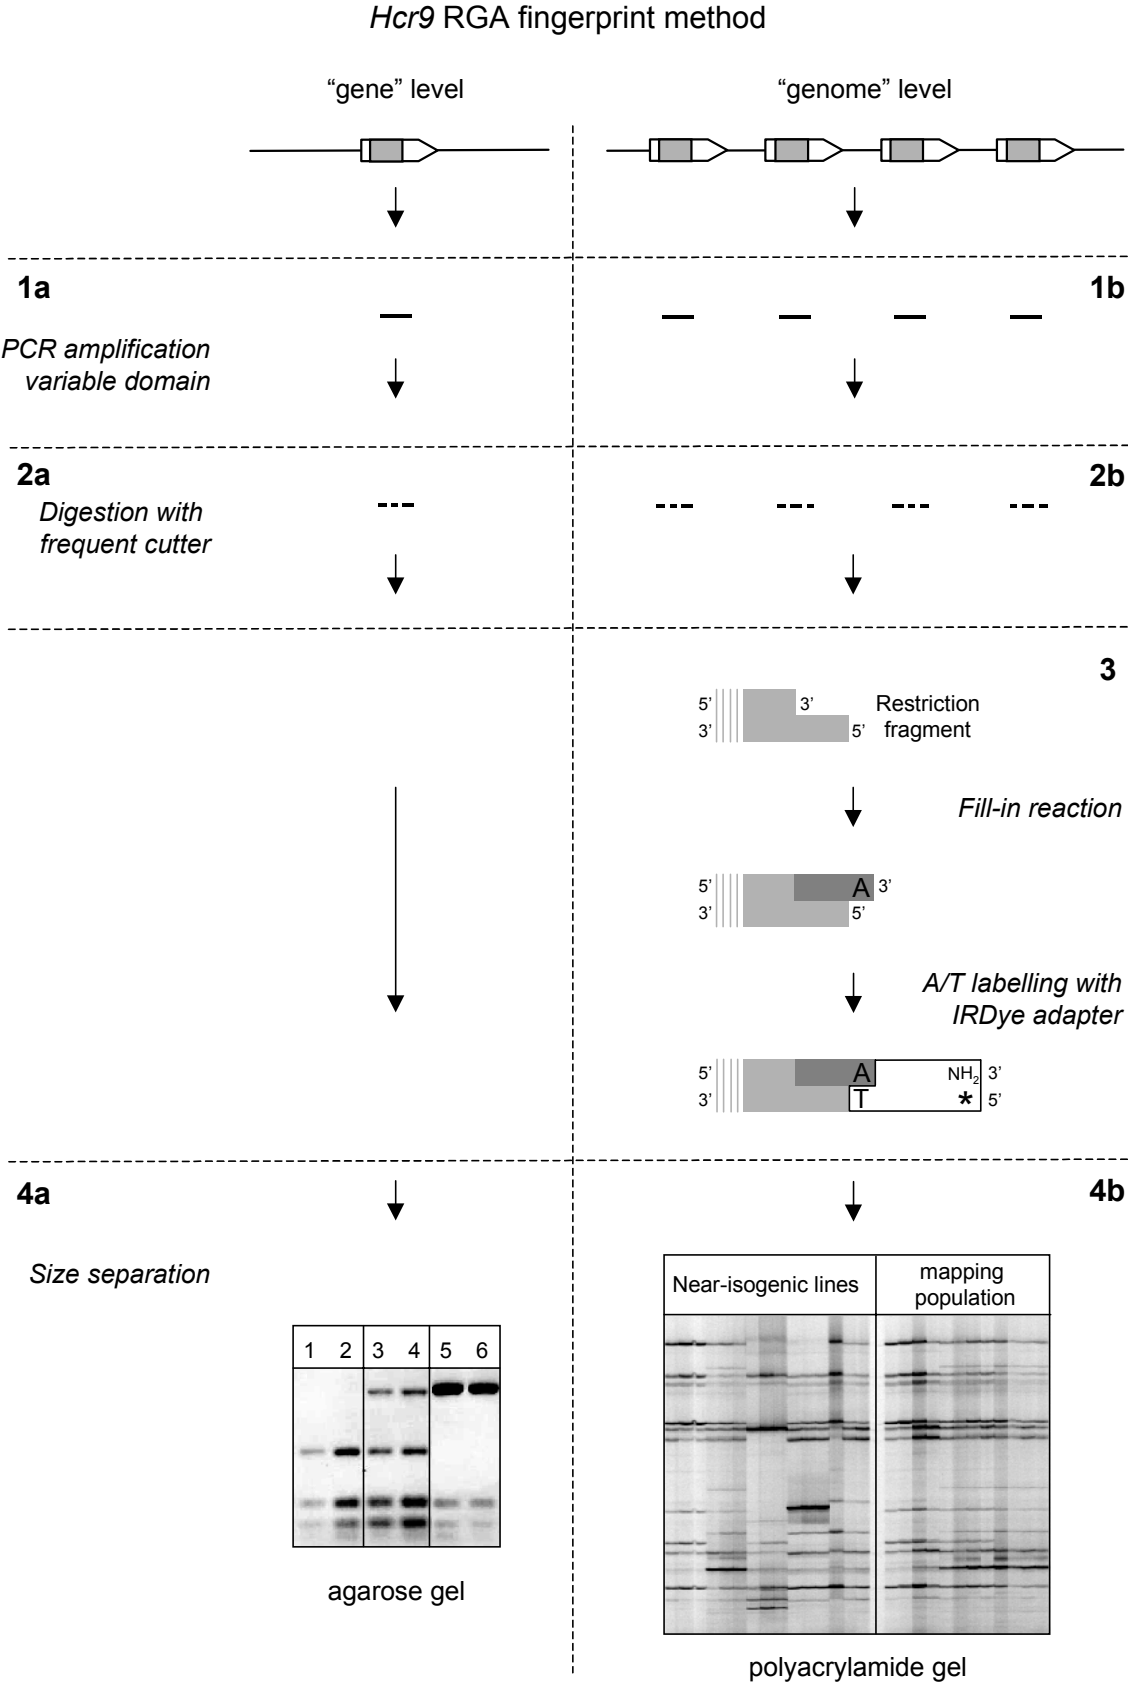 Hcr9 RGA fingerprint method
“gene” level
“genome” level
1a
1b
PCR amplification
variable domain
2a
2b
Digestion with
frequent cutter
3
5’ 3’
3’ 5’
Restriction
fragment
Fill-in reaction
5’ A 3’
3’ 5’
A/T labelling with
IRDye adapter
5’ A NH2 3’
3’ T * 5’
4a
4b
Size separation
Near-isogenic lines
mapping
population
1 2 3 4 5 6
agarose gel
polyacrylamide gel